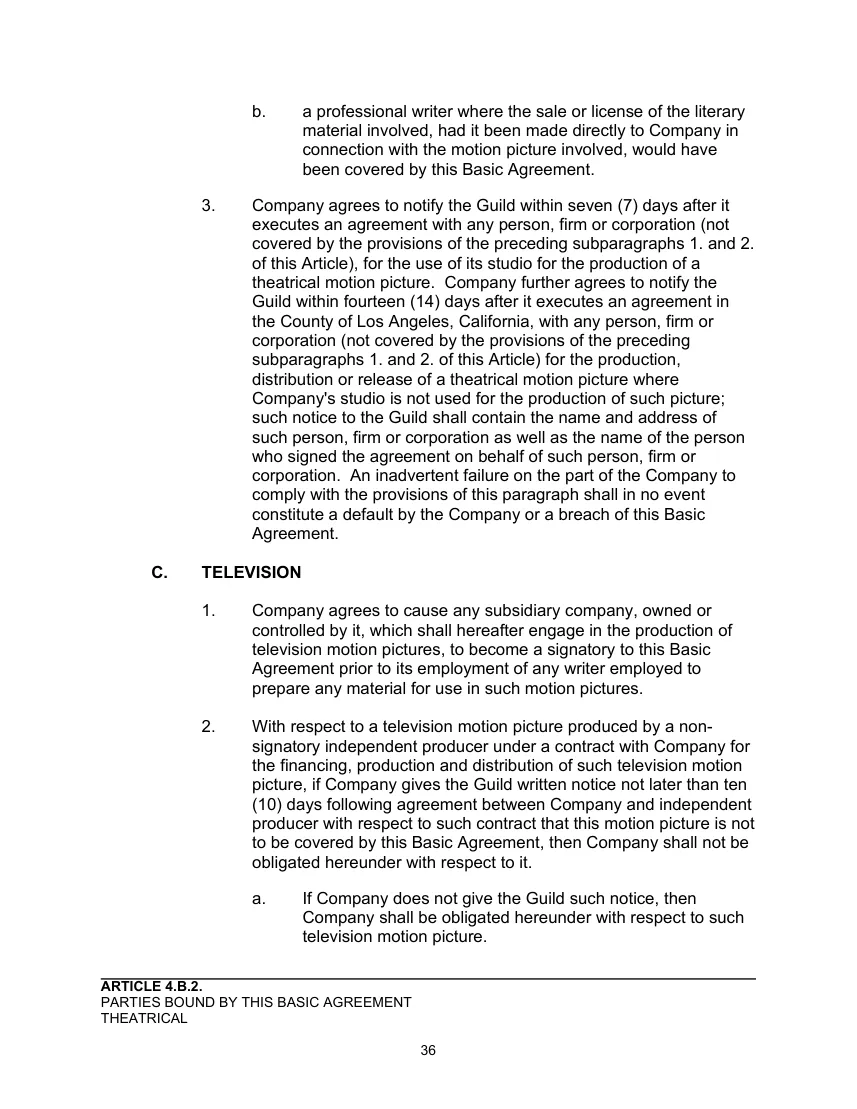 b. a professional writer where the sale or license of the literary
material involved, had it been made directly to Company in
connection with the motion picture involved, would have
been covered by this Basic Agreement.
3. Company agrees to notify the Guild within seven (7) days after it
executes an agreement with any person, firm or corporation (not
covered by the provisions of the preceding subparagraphs 1. and 2.
of this Article), for the use of its studio for the production of a
theatrical motion picture.  Company further agrees to notify the
Guild within fourteen (14) days after it executes an agreement in
the County of Los Angeles, California, with any person, firm or
corporation (not covered by the provisions of the preceding
subparagraphs 1. and 2. of this Article) for the production,
distribution or release of a theatrical motion picture where
Company's studio is not used for the production of such picture;
such notice to the Guild shall contain the name and address of
such person, firm or corporation as well as the name of the person
who signed the agreement on behalf of such person, firm or
corporation.  An inadvertent failure on the part of the Company to
comply with the provisions of this paragraph shall in no event
constitute a default by the Company or a breach of this Basic
Agreement.
C. TELEVISION
1. Company agrees to cause any subsidiary company, owned or
controlled by it, which shall hereafter engage in the production of
television motion pictures, to become a signatory to this Basic
Agreement prior to its employment of any writer employed to
prepare any material for use in such motion pictures.
2. With respect to a television motion picture produced by a non-
signatory independent producer under a contract with Company for
the financing, production and distribution of such television motion
picture, if Company gives the Guild written notice not later than ten
(10) days following agreement between Company and independent
producer with respect to such contract that this motion picture is not
to be covered by this Basic Agreement, then Company shall not be
obligated hereunder with respect to it.
a. If Company does not give the Guild such notice, then
Company shall be obligated hereunder with respect to such
television motion picture.
ARTICLE 4.B.2.
PARTIES BOUND BY THIS BASIC AGREEMENT
THEATRICAL
36